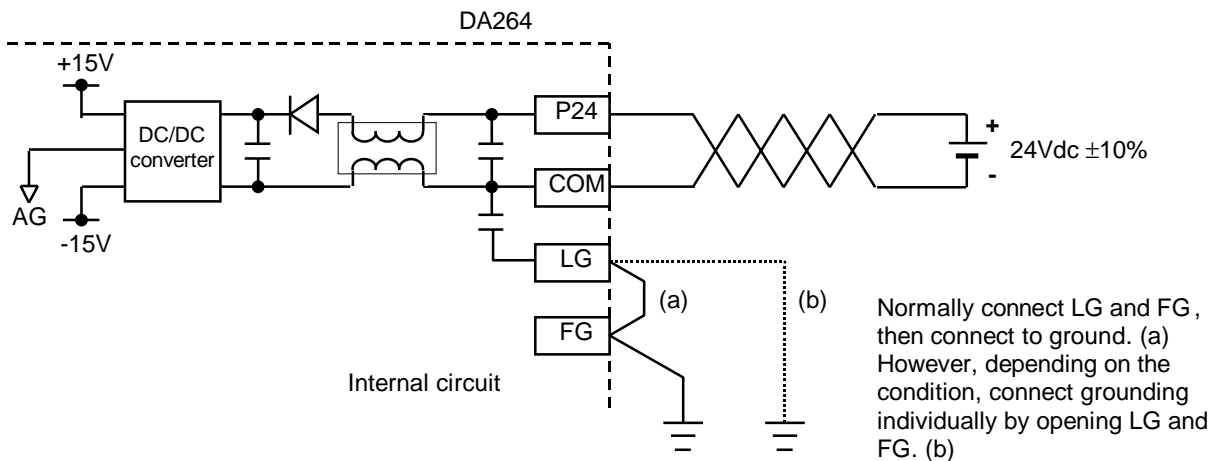 DA264
+15V
DC/DC
converter
AG
-15V
P24
COM
LG
FG
+
-
24Vdc ±10%
(a)
(b)
Internal circuit
Normally connect LG and FG,
then connect to ground. (a)
However, depending on the
condition, connect grounding
individually by opening LG and
FG. (b)